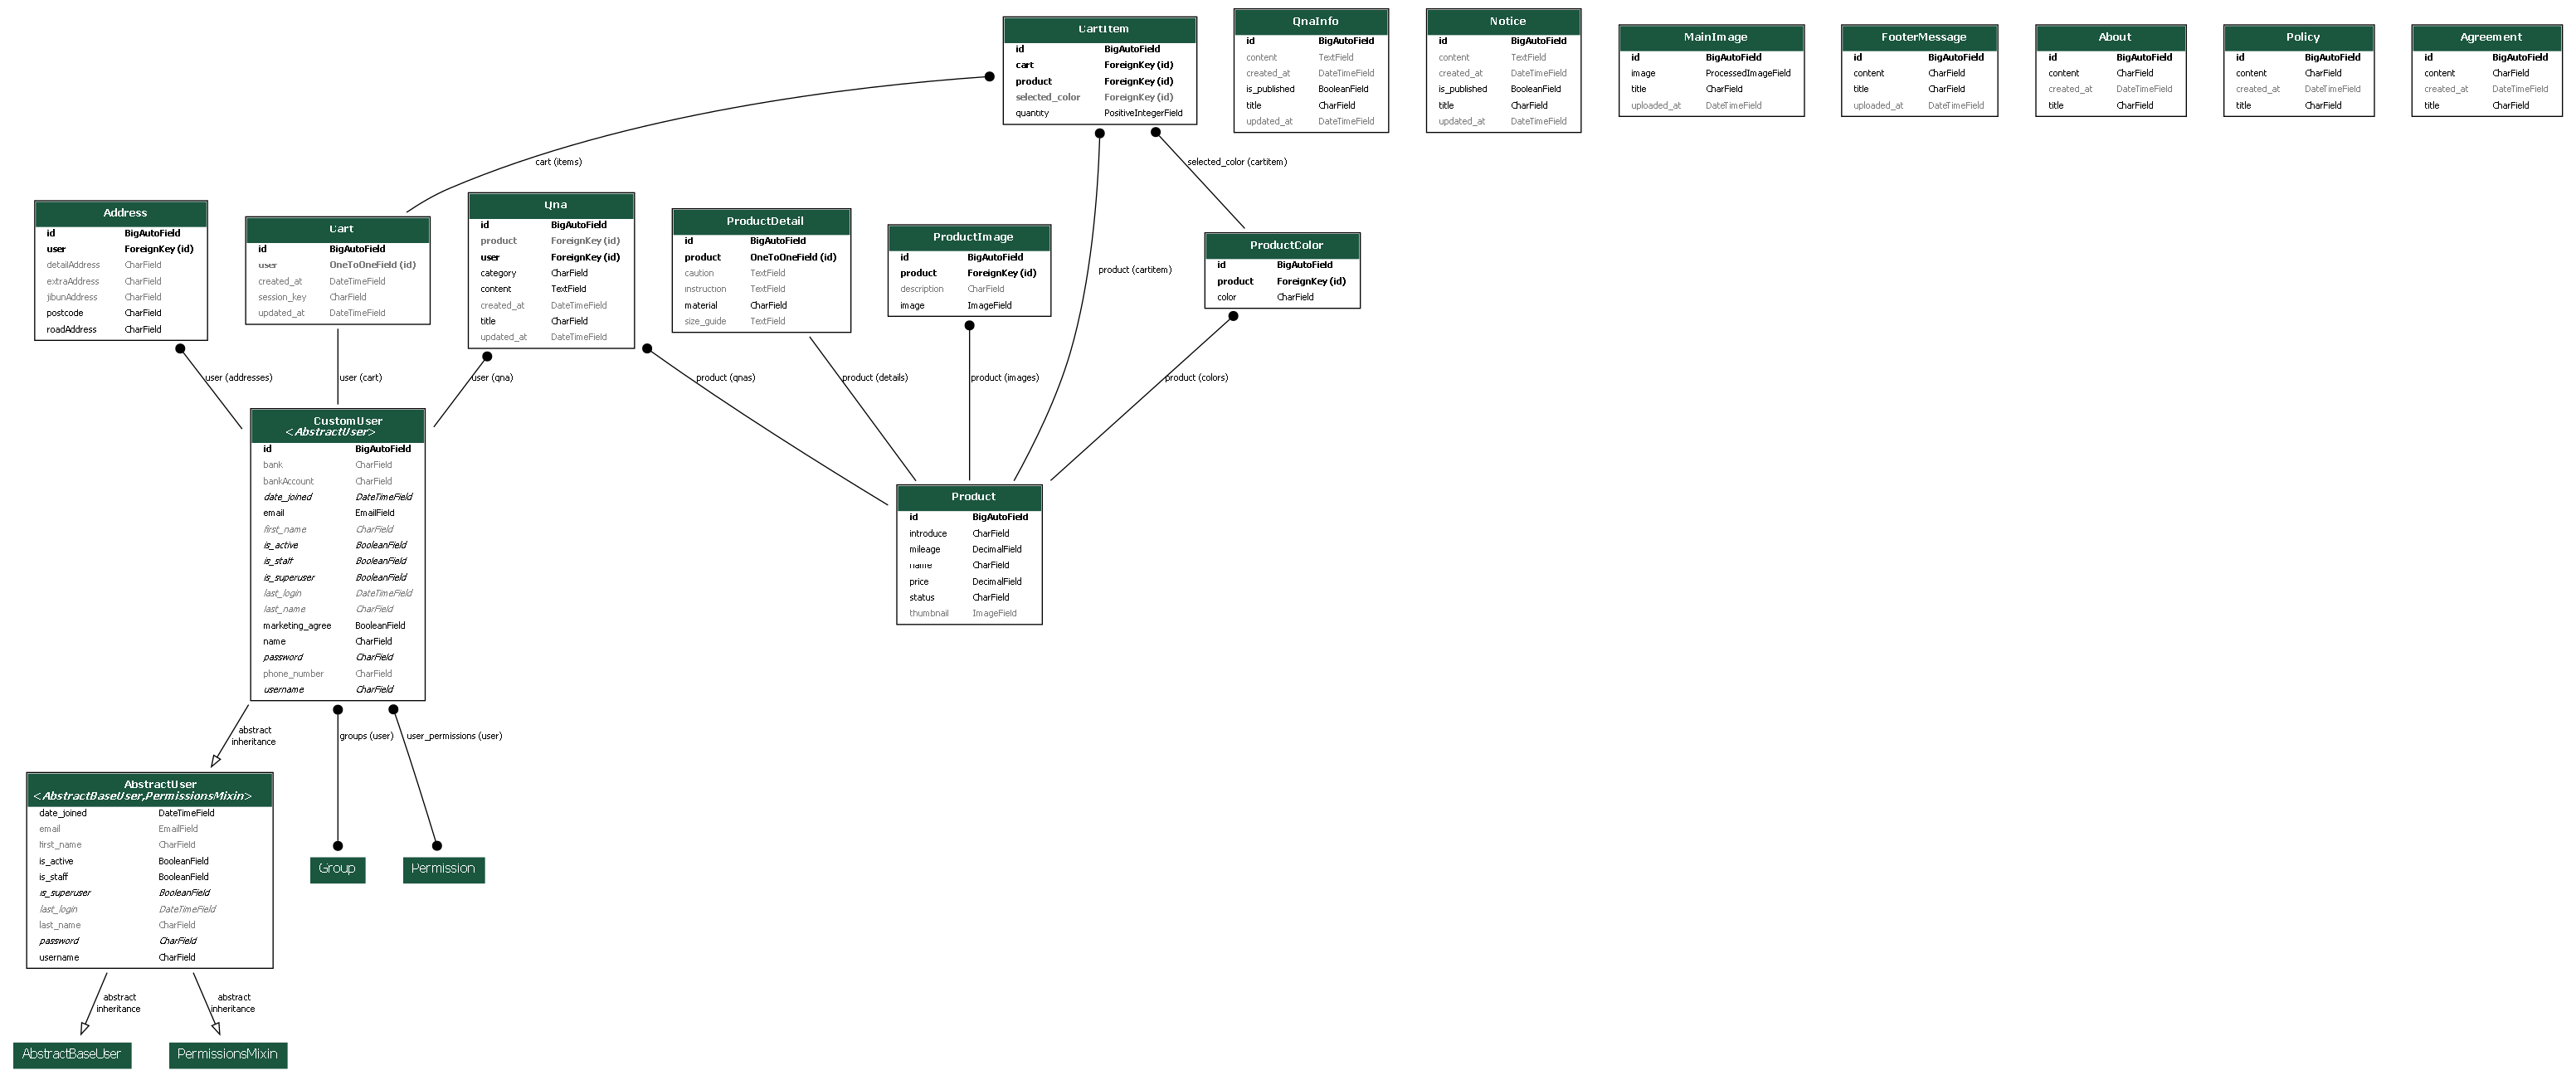 CartItem
id BigAutoField
cart ForeignKey (id)
product ForeignKey (id)
selected_color ForeignKey (id)
quantity PositiveIntegerField
QnaInfo
id BigAutoField
content TextField
created_at DateTimeField
is_published BooleanField
title CharField
updated_at DateTimeField
Notice
id BigAutoField
content TextField
created_at DateTimeField
is_published BooleanField
title CharField
updated_at DateTimeField
MainImage
id BigAutoField
image ProcessedImageField
title CharField
uploaded_at DateTimeField
FooterMessage
id BigAutoField
content CharField
title CharField
uploaded_at DateTimeField
About
id BigAutoField
content CharField
created_at DateTimeField
title CharField
Policy
id BigAutoField
content CharField
created_at DateTimeField
title CharField
Agreement
id BigAutoField
content CharField
created_at DateTimeField
title CharField
cart (items)
selected_color (cartitem)
product (cartitem)
Address
id BigAutoField
user ForeignKey (id)
detailAddress CharField
extraAddress CharField
jibunAddress CharField
postcode CharField
roadAddress CharField
Cart
id BigAutoField
user OneToOneField (id)
created_at DateTimeField
session_key CharField
updated_at DateTimeField
Qna
id BigAutoField
product ForeignKey (id)
user ForeignKey (id)
category CharField
content TextField
created_at DateTimeField
title CharField
updated_at DateTimeField
ProductDetail
id BigAutoField
product OneToOneField (id)
caution TextField
instruction TextField
material CharField
size_guide TextField
ProductImage
id BigAutoField
product ForeignKey (id)
description CharField
image ImageField
ProductColor
id BigAutoField
product ForeignKey (id)
color CharField
user (addresses)
user (cart)
user (qna)
product (qnas)
product (details)
product (images)
product (colors)
CustomUser
<AbstractUser>
id BigAutoField
bank CharField
bankAccount CharField
date_joined DateTimeField
email EmailField
first_name CharField
is_active BooleanField
is_staff BooleanField
is_superuser BooleanField
last_login DateTimeField
last_name CharField
marketing_agree BooleanField
name CharField
password CharField
phone_number CharField
username CharField
Product
id BigAutoField
introduce CharField
mileage DecimalField
name CharField
price DecimalField
status CharField
thumbnail ImageField
abstract
inheritance
groups (user)
user_permissions (user)
AbstractUser
<AbstractBaseUser,PermissionsMixin>
date_joined DateTimeField
email EmailField
first_name CharField
is_active BooleanField
is_staff BooleanField
is_superuser BooleanField
last_login DateTimeField
last_name CharField
password CharField
username CharField
Group
Permission
abstract
inheritance
abstract
inheritance
AbstractBaseUser
PermissionsMixin